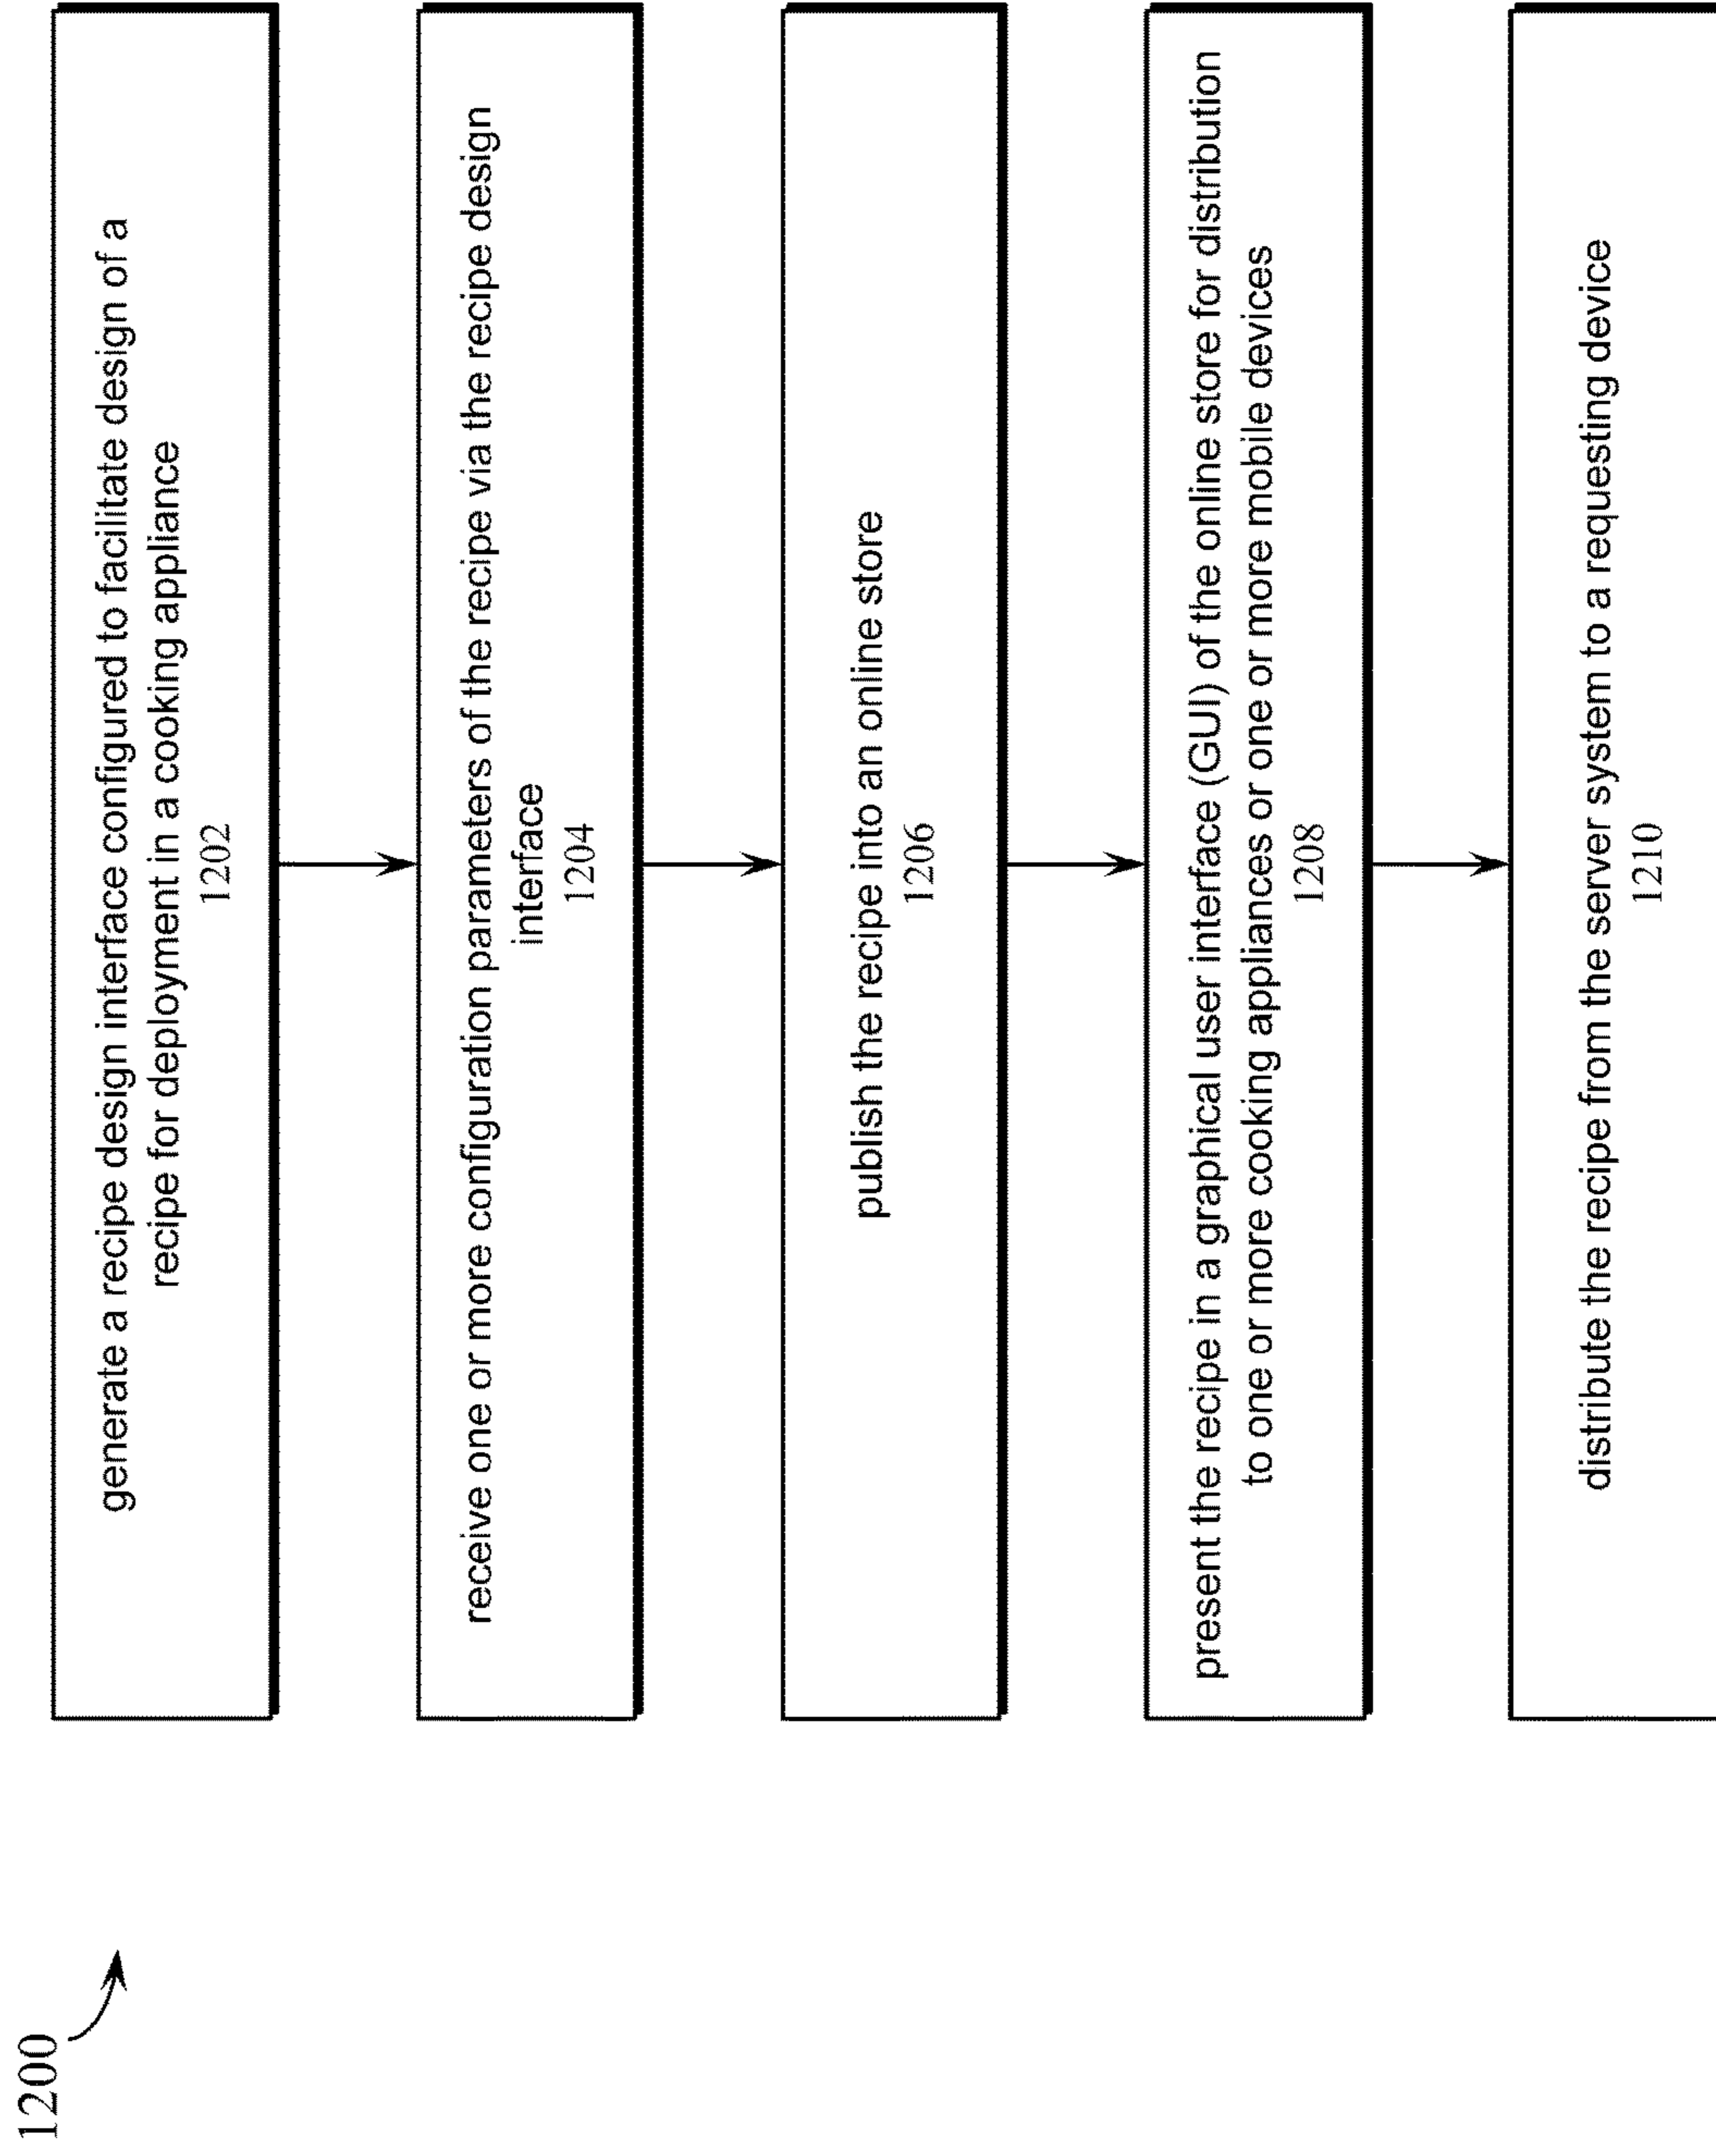 1200
generate a recipe design interface configured to facilitate design of a
recipe for deployment in a cooking appliance
1202
receive one or more configuration parameters of the recipe via the recipe design
interface
1204
publish the recipe into an online store
1206
present the recipe in a graphical user interface (GUI) of the online store for distribution
to one or more cooking appliances or one or more mobile devices
1208
distribute the recipe from the server system to a requesting device
1210